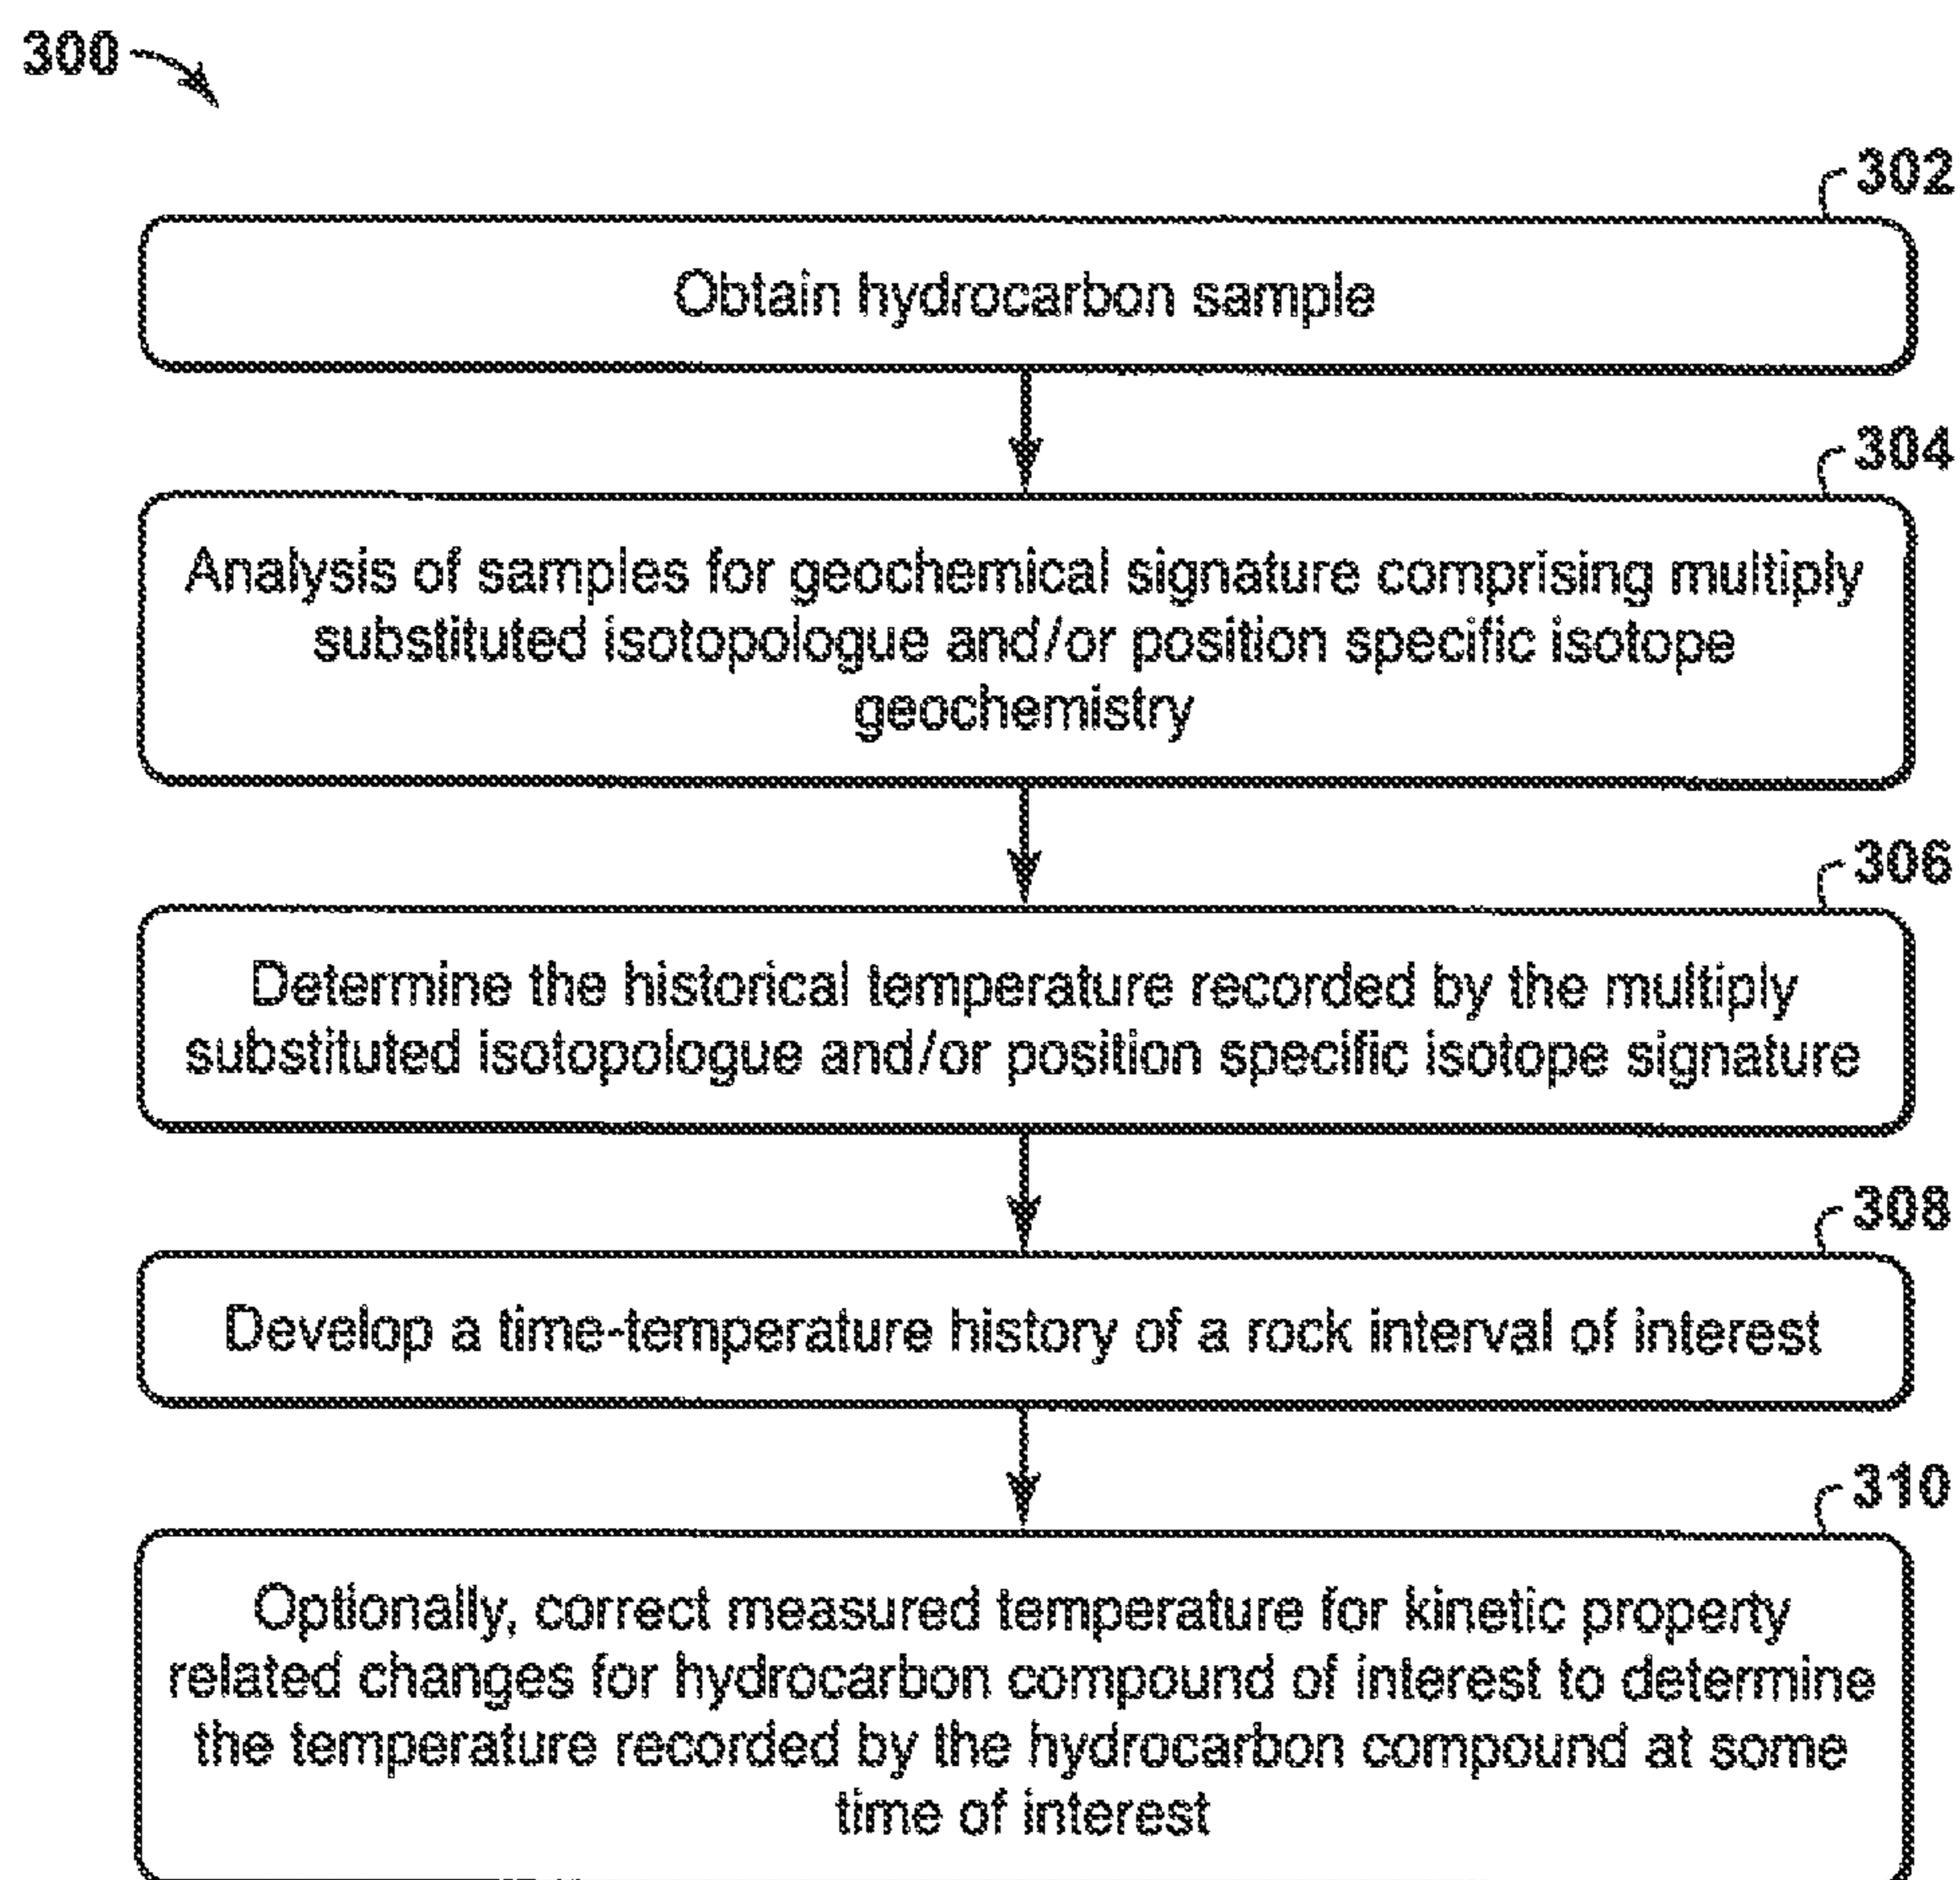 300
302
Obtain hydrocarbon sample
304
Analysis of samples for geochemical signature comprising multiply
substituted isotopologue and/or position specific isotope
geochemistry
306
Determine the historical temperature recorded by the multiply
substituted isotopologue and/or position specific isotope signature
308
Develop a time-temperature history of a rock interval of interest
310
Optionally, correct measured temperature for kinetic property
related changes for hydrocarbon compound of interest to determine
the temperature recorded by the hydrocarbon compound at some
time of interest